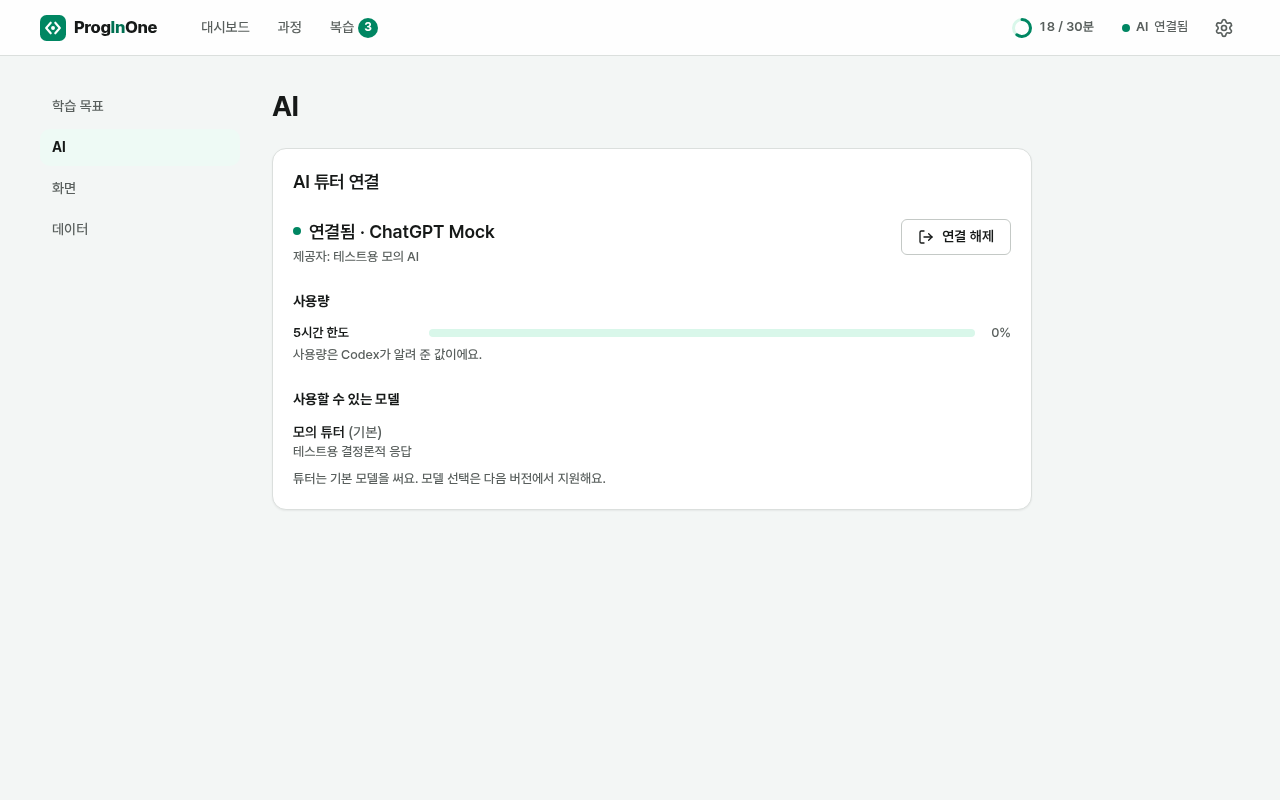 ProgInOne
대시보드
과정
복습 3
18 / 30분
AI 연결됨
학습 목표
AI
화면
데이터
AI
AI 튜터 연결
연결됨 · ChatGPT Mock
연결 해제
제공자: 테스트용 모의 AI
사용량
5시간 한도
0%
사용량은 Codex가 알려 준 값이에요.
사용할 수 있는 모델
모의 튜터 (기본)
테스트용 결정론적 응답
튜터는 기본 모델을 써요. 모델 선택은 다음 버전에서 지원해요.